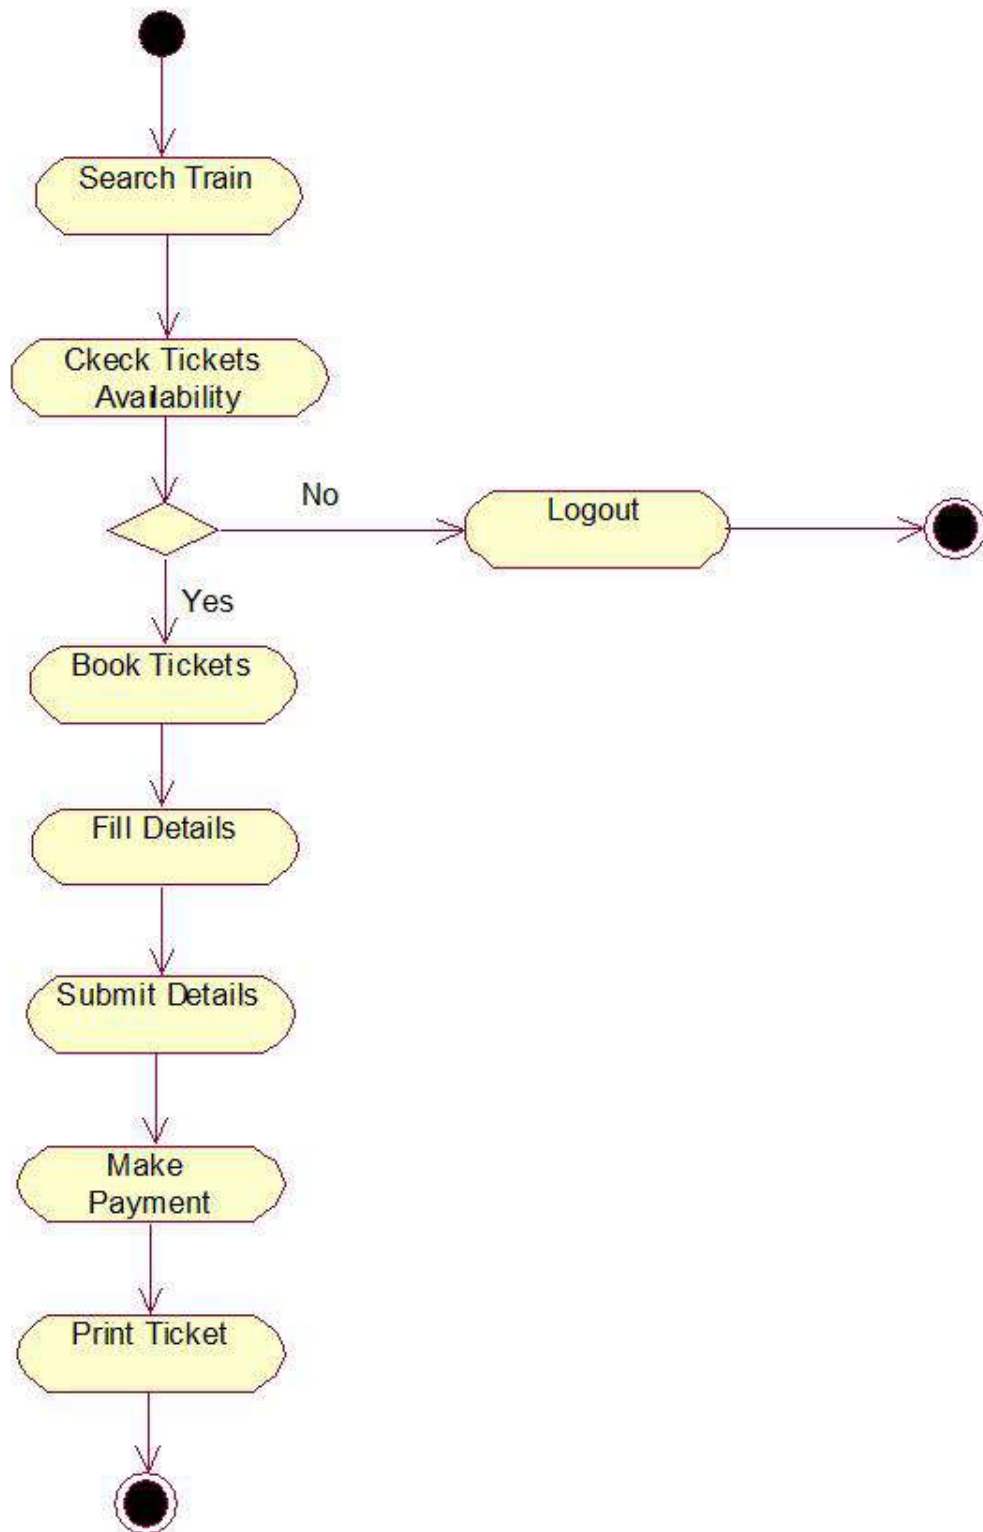 Search Train
Ckeck Tickets
Availability
No
Logout
Yes
Book Tickets
Fill Details
Submit Details
Make
Payment
Print Ticket